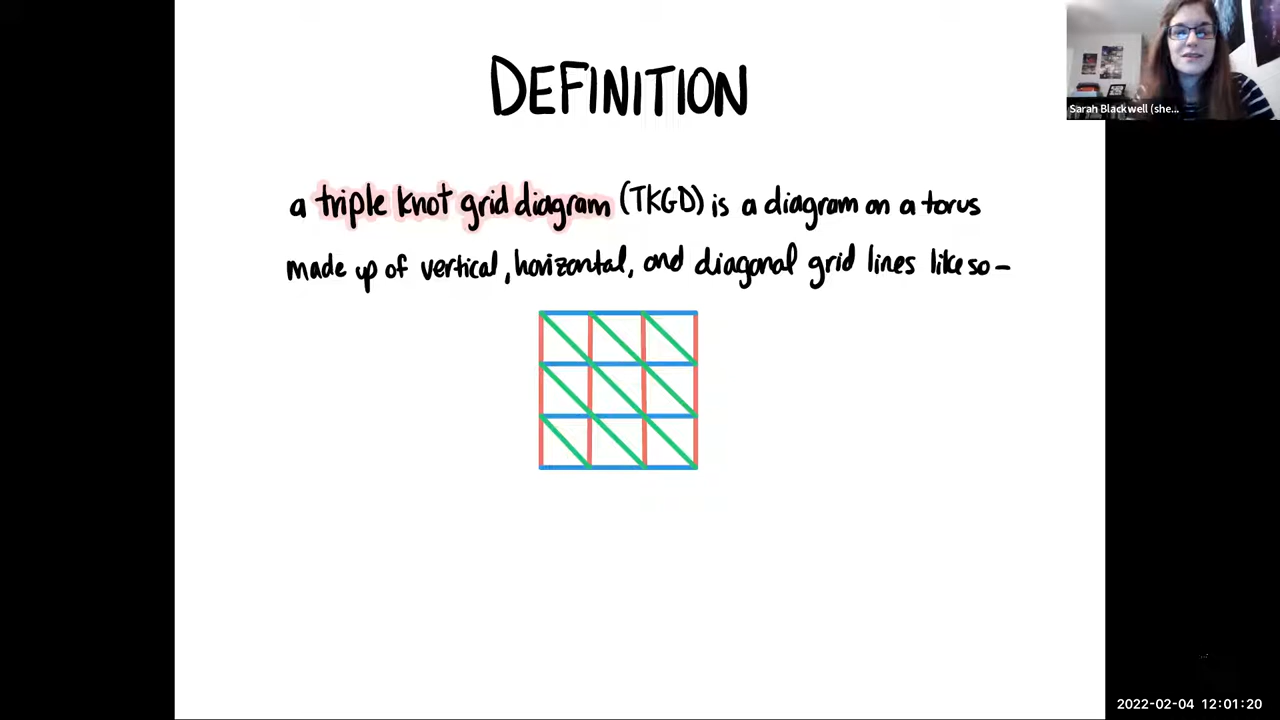 DEFINITION
a triple knot grid diagram (TKGD) is a diagram on a torus
made up of vertical, horizontal, and diagonal grid lines like so –
Sarah Blackwell (she...
2022-02-04 12:01:20